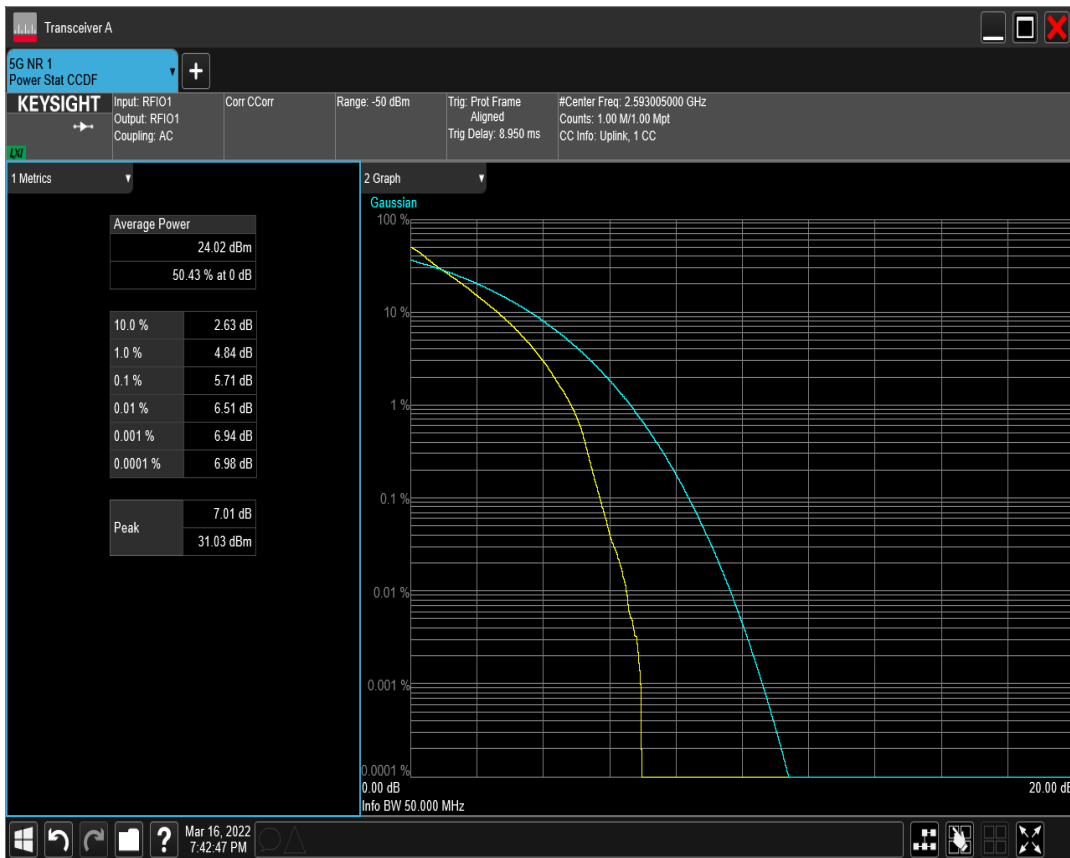 Transceiver A
5G NR 1
Power Stat CCDF
KEYSIGHT
LXI
Input: RFIO1
Output: RFIO1
Coupling: AC
Corr CCorr
Range: -50 dBm
Trig: Prot Frame
Aligned
Trig Delay: 8.950 ms
#Center Freq: 2.593005000 GHz
Counts: 1.00 M/1.00 Mpt
CC Info: Uplink, 1 CC
1 Metrics
Average Power
24.02 dBm
50.43 % at 0 dB
10.0 % 2.63 dB
1.0 % 4.84 dB
0.1 % 5.71 dB
0.01 % 6.51 dB
0.001 % 6.94 dB
0.0001 % 6.98 dB
Peak
7.01 dB
31.03 dBm
2 Graph
Gaussian
100 %
10 %
1 %
0.1 %
0.01 %
0.001 %
0.0001 %
0.00 dB 20.00 dB
Info BW 50.000 MHz
?
Mar 16, 2022
7:42:47 PM